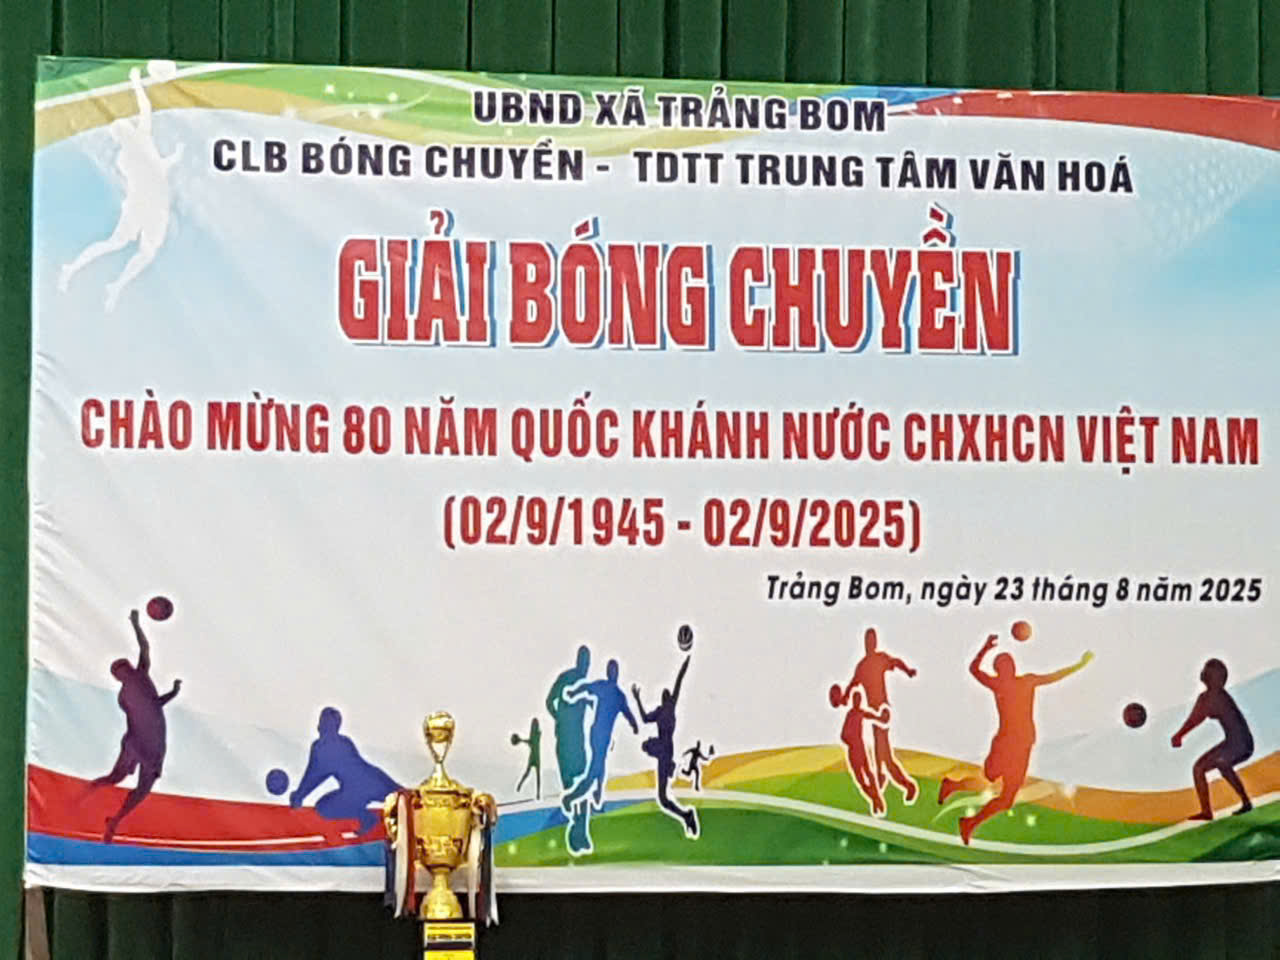 UBND XÃ TRẢNG BOM
CLB BÓNG CHUYỀN - TDTT TRUNG TÂM VĂN HOÁ
GIẢI BÓNG CHUYỀN
CHÀO MỪNG 80 NĂM QUỐC KHÁNH NƯỚC CHXHCN VIỆT NAM
(02/9/1945 - 02/9/2025)
Trảng Bom, ngày 23 tháng 8 năm 2025